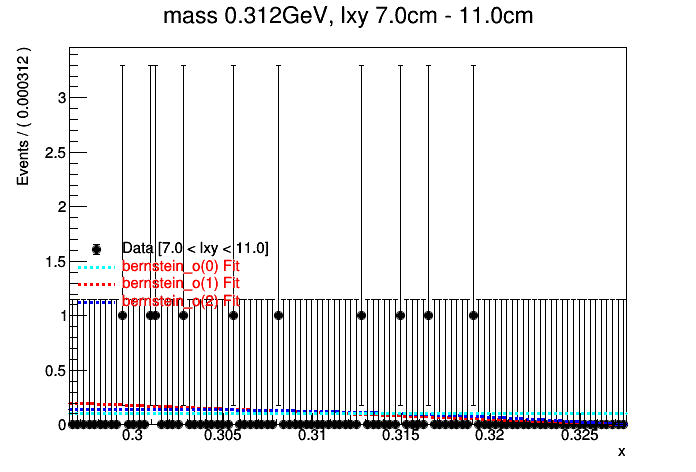 mass 0.312GeV, lxy 7.0cm - 11.0cm
Events / ( 0.000312 )
3
2.5
2
1.5
1
0.5
0
Data [7.0 < lxy < 11.0]
bernstein_o(0) Fit
bernstein_o(1) Fit
bernstein_o(2) Fit
0.3 0.305 0.31 0.315 0.32 0.325
x